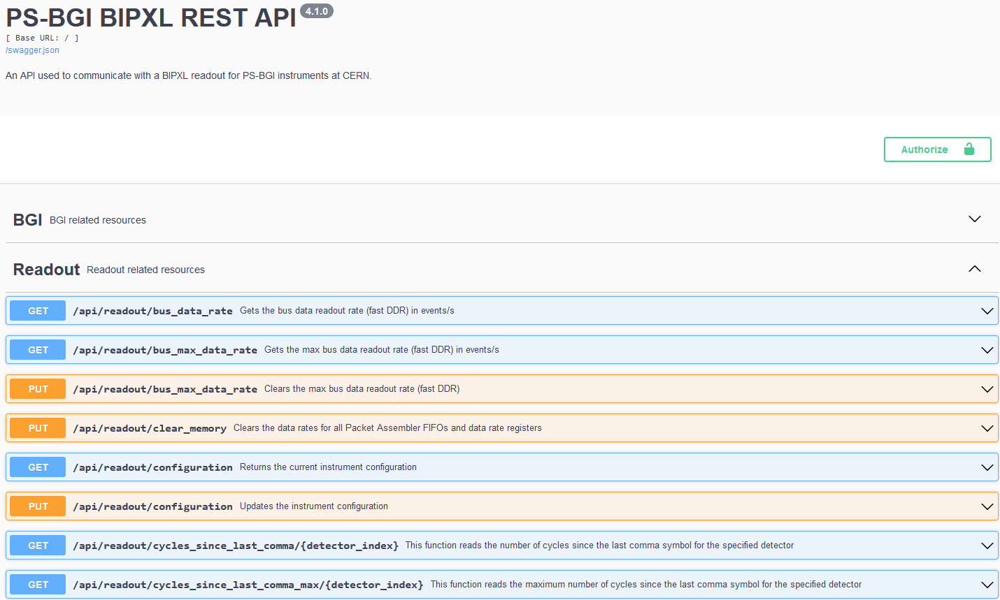 PS-BGI BIPXL REST API 4.1.0
[ Base URL: / ]
/swagger.json
An API used to communicate with a BIPXL readout for PS-BGI instruments at CERN.
Authorize
BGI BGI related resources
Readout Readout related resources
GET /api/readout/bus_data_rate Gets the bus data readout rate (fast DDR) in events/s
GET /api/readout/bus_max_data_rate Gets the max bus data readout rate (fast DDR) in events/s
PUT /api/readout/bus_max_data_rate Clears the max bus data readout rate (fast DDR)
PUT /api/readout/clear_memory Clears the data rates for all Packet Assembler FIFOs and data rate registers
GET /api/readout/configuration Returns the current instrument configuration
PUT /api/readout/configuration Updates the instrument configuration
GET /api/readout/cycles_since_last_comma/{detector_index} This function reads the number of cycles since the last comma symbol for the specified detector
GET /api/readout/cycles_since_last_comma_max/{detector_index} This function reads the maximum number of cycles since the last comma symbol for the specified detector